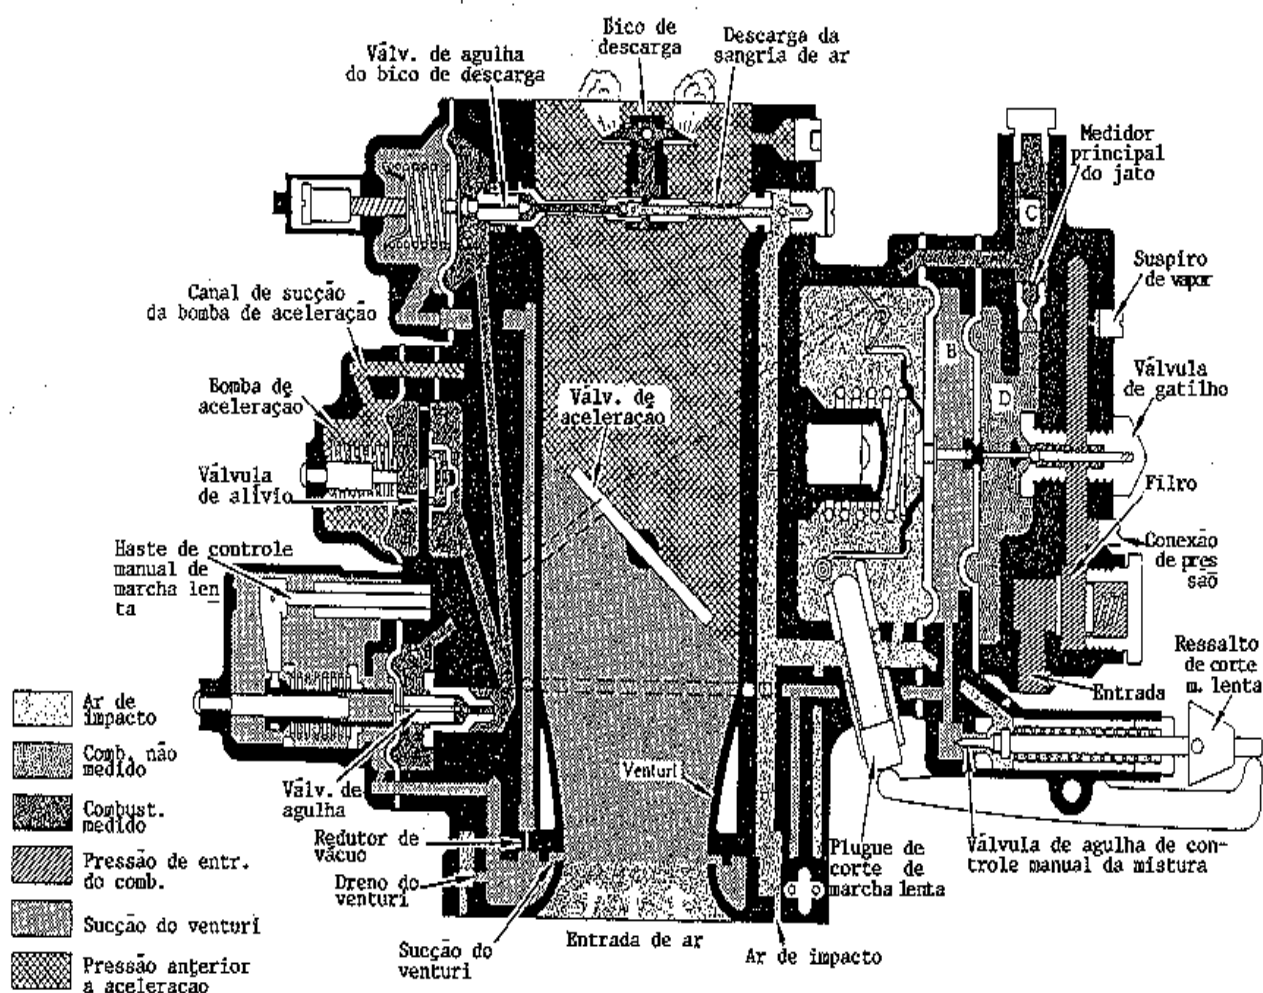 Bico de
descarga
Descarga da
sangria de ar
Válv. de agulha
do bico de descarga
Medidor
principal
do jato
C
Suspiro
de vapor
Canal de sucção
da bomba de aceleração
A
B
D
Válvula
de gatilho
Bomba de
aceleração
Válv. de
aceleração
Válvula
de alívio
Filro
Haste de controle
manual de
marcha len
ta
Conexão
de pres
são
Ressalto
de corte
m. lenta
Entrada
Ar de
impacto
Comb. não
medido
Combust.
medido
Pressão de entr.
do comb.
Sucção do venturi
Pressão anterior
a aceleração
Válv. de
agulha
Venturi
Redutor de
vácuo
Dreno do
venturi
Sucção do
venturi
Entrada de ar
Ar de impacto
Plugue de
corte de
marcha lenta
Válvula de agulha de con-
trole manual da mistura